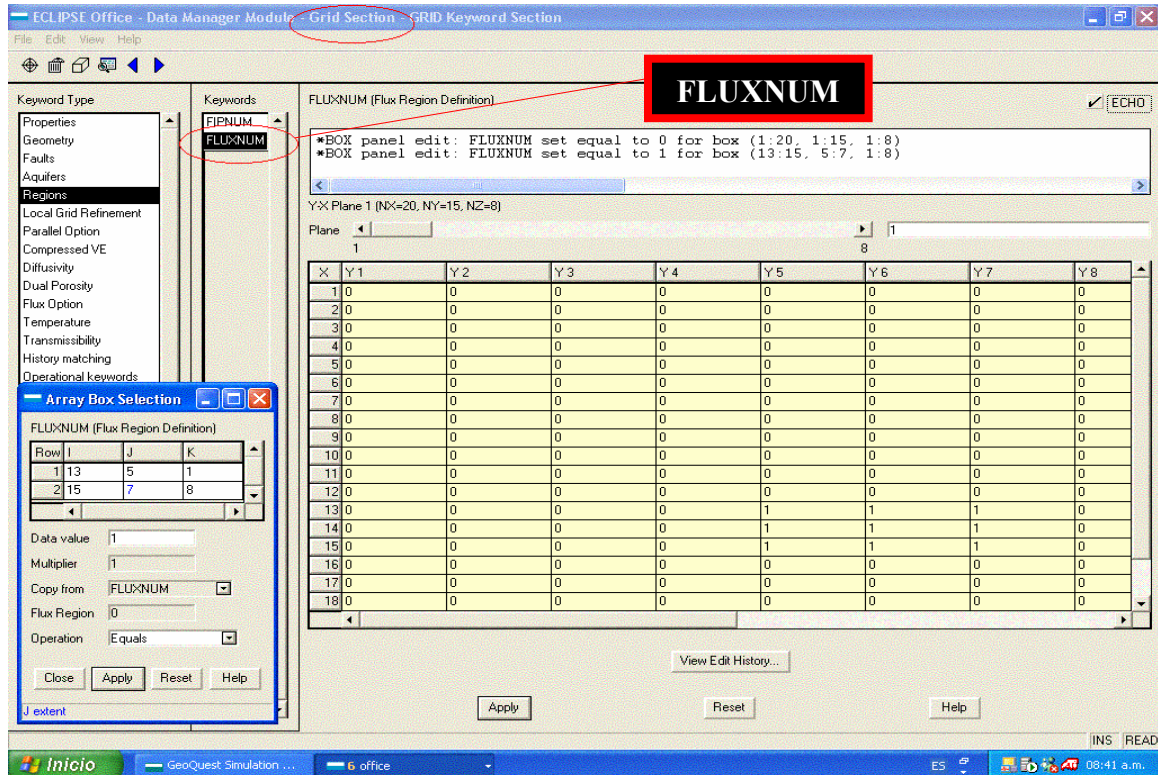 ECLIPSE Office - Data Manager Module - Grid Section - GRID Keyword Section
File Edit View Help
Keyword Type
Properties
Geometry
Faults
Aquifers
Regions
Local Grid Refinement
Parallel Option
Compressed VE
Diffusivity
Dual Porosity
Flux Option
Temperature
Transmissibility
History matching
Operational keywords
Keywords
FIPNUM
FLUXNUM
FLUXNUM (Flux Region Definition)
FLUXNUM
ECHO
*BOX panel edit: FLUXNUM set equal to 0 for box (1:20, 1:15, 1:8)
*BOX panel edit: FLUXNUM set equal to 1 for box (13:15, 5:7, 1:8)
Y-X Plane 1 (NX=20, NY=15, NZ=8)
Plane 1
1 8
X Y 1 Y 2 Y 3 Y 4 Y 5 Y 6 Y 7 Y 8
1 0 0 0 0 0 0 0 0
2 0 0 0 0 0 0 0 0
3 0 0 0 0 0 0 0 0
4 0 0 0 0 0 0 0 0
5 0 0 0 0 0 0 0 0
6 0 0 0 0 0 0 0 0
7 0 0 0 0 0 0 0 0
8 0 0 0 0 0 0 0 0
9 0 0 0 0 0 0 0 0
10 0 0 0 0 0 0 0 0
11 0 0 0 0 0 0 0 0
12 0 0 0 0 0 0 0 0
13 0 0 0 0 1 1 1 0
14 0 0 0 0 1 1 1 0
15 0 0 0 0 1 1 1 0
16 0 0 0 0 0 0 0 0
17 0 0 0 0 0 0 0 0
18 0 0 0 0 0 0 0 0
View Edit History...
Apply Reset Help
Array Box Selection
FLUXNUM (Flux Region Definition)
Row I J K
1 13 5 1
2 15 7 8
Data value 1
Multiplier 1
Copy from FLUXNUM
Flux Region 0
Operation Equals
Close Apply Reset Help
J extent
INS READ
Inicio
GeoQuest Simulation ...
6 office
ES
08:41 a.m.